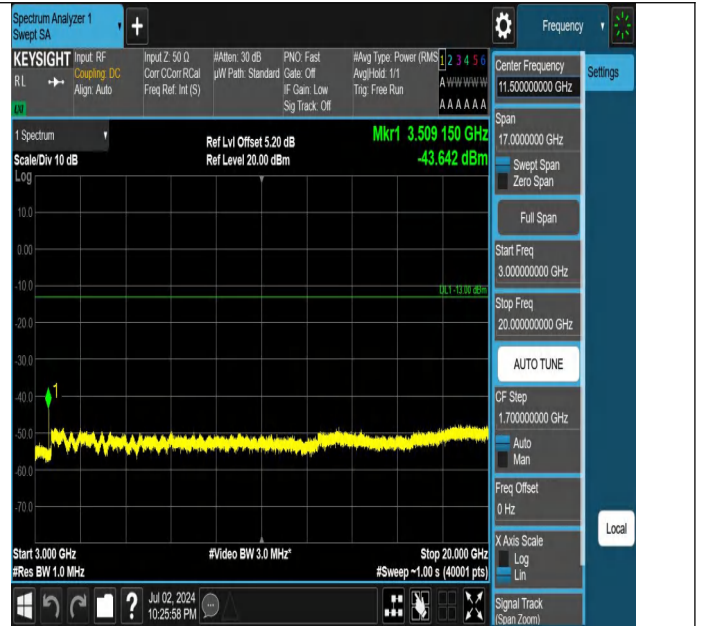 Spectrum Analyzer 1
Swept SA
+
Frequency
KEYSIGHT
RL
LXI
Input: RF
Coupling: DC
Align: Auto
Input Z: 50 Ω
Corr CCorr RCal
Freq Ref: Int (S)
#Atten: 30 dB
µW Path: Standard
PNO: Fast
Gate: Off
IF Gain: Low
Sig Track: Off
#Avg Type: Power (RMS
Avg|Hold: 1/1
Trig: Free Run
1 2 3 4 5 6
A W W W W W
A A A A A A
1 Spectrum
Scale/Div 10 dB
Ref Lvl Offset 5.20 dB
Ref Level 20.00 dBm
Mkr1 3.509 150 GHz
-43.642 dBm
Log
10.0
0.00
-10.0
DL1 -13.00 dBm
-20.0
-30.0
-40.0
1
-50.0
-60.0
-70.0
Start 3.000 GHz
#Res BW 1.0 MHz
#Video BW 3.0 MHz*
Stop 20.000 GHz
#Sweep ~1.00 s (40001 pts)
Center Frequency
11.500000000 GHz
Settings
Span
17.0000000 GHz
Swept Span
Zero Span
Full Span
Start Freq
3.000000000 GHz
Stop Freq
20.000000000 GHz
AUTO TUNE
CF Step
1.700000000 GHz
Auto
Man
Freq Offset
0 Hz
X Axis Scale
Log
Lin
Local
Signal Track
(Span Zoom)
?
Jul 02, 2024
10:25:58 PM